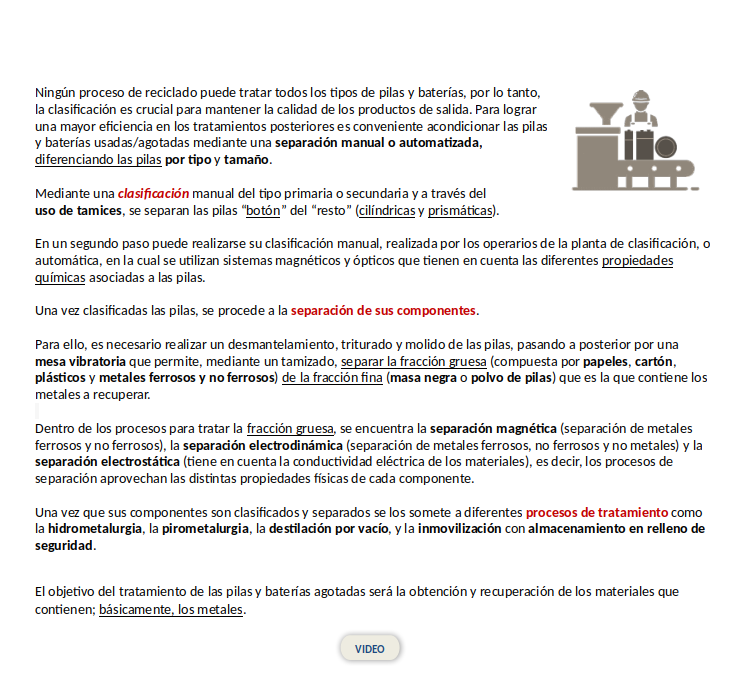 Ningún proceso de reciclado puede tratar todos los tipos de pilas y baterías, por lo tanto,
la clasificación es crucial para mantener la calidad de los productos de salida. Para lograr
una mayor eficiencia en los tratamientos posteriores es conveniente acondicionar las pilas
y baterías usadas/agotadas mediante una separación manual o automatizada,
diferenciando las pilas por tipo y tamaño.
Mediante una clasificación manual del tipo primaria o secundaria y a través del
uso de tamices, se separan las pilas “botón” del “resto” (cilíndricas y prismáticas).
En un segundo paso puede realizarse su clasificación manual, realizada por los operarios de la planta de clasificación, o
automática, en la cual se utilizan sistemas magnéticos y ópticos que tienen en cuenta las diferentes propiedades
químicas asociadas a las pilas.
Una vez clasificadas las pilas, se procede a la separación de sus componentes.
Para ello, es necesario realizar un desmantelamiento, triturado y molido de las pilas, pasando a posterior por una
mesa vibratoria que permite, mediante un tamizado, separar la fracción gruesa (compuesta por papeles, cartón,
plásticos y metales ferrosos y no ferrosos) de la fracción fina (masa negra o polvo de pilas) que es la que contiene los
metales a recuperar.
Dentro de los procesos para tratar la fracción gruesa, se encuentra la separación magnética (separación de metales
ferrosos y no ferrosos), la separación electrodinámica (separación de metales ferrosos, no ferrosos y no metales) y la
separación electrostática (tiene en cuenta la conductividad eléctrica de los materiales), es decir, los procesos de
separación aprovechan las distintas propiedades físicas de cada componente.
Una vez que sus componentes son clasificados y separados se los somete a diferentes procesos de tratamiento como
la hidrometalurgia, la pirometalurgia, la destilación por vacío, y la inmovilización con almacenamiento en relleno de
seguridad.
El objetivo del tratamiento de las pilas y baterías agotadas será la obtención y recuperación de los materiales que
contienen; básicamente, los metales.
VIDEO